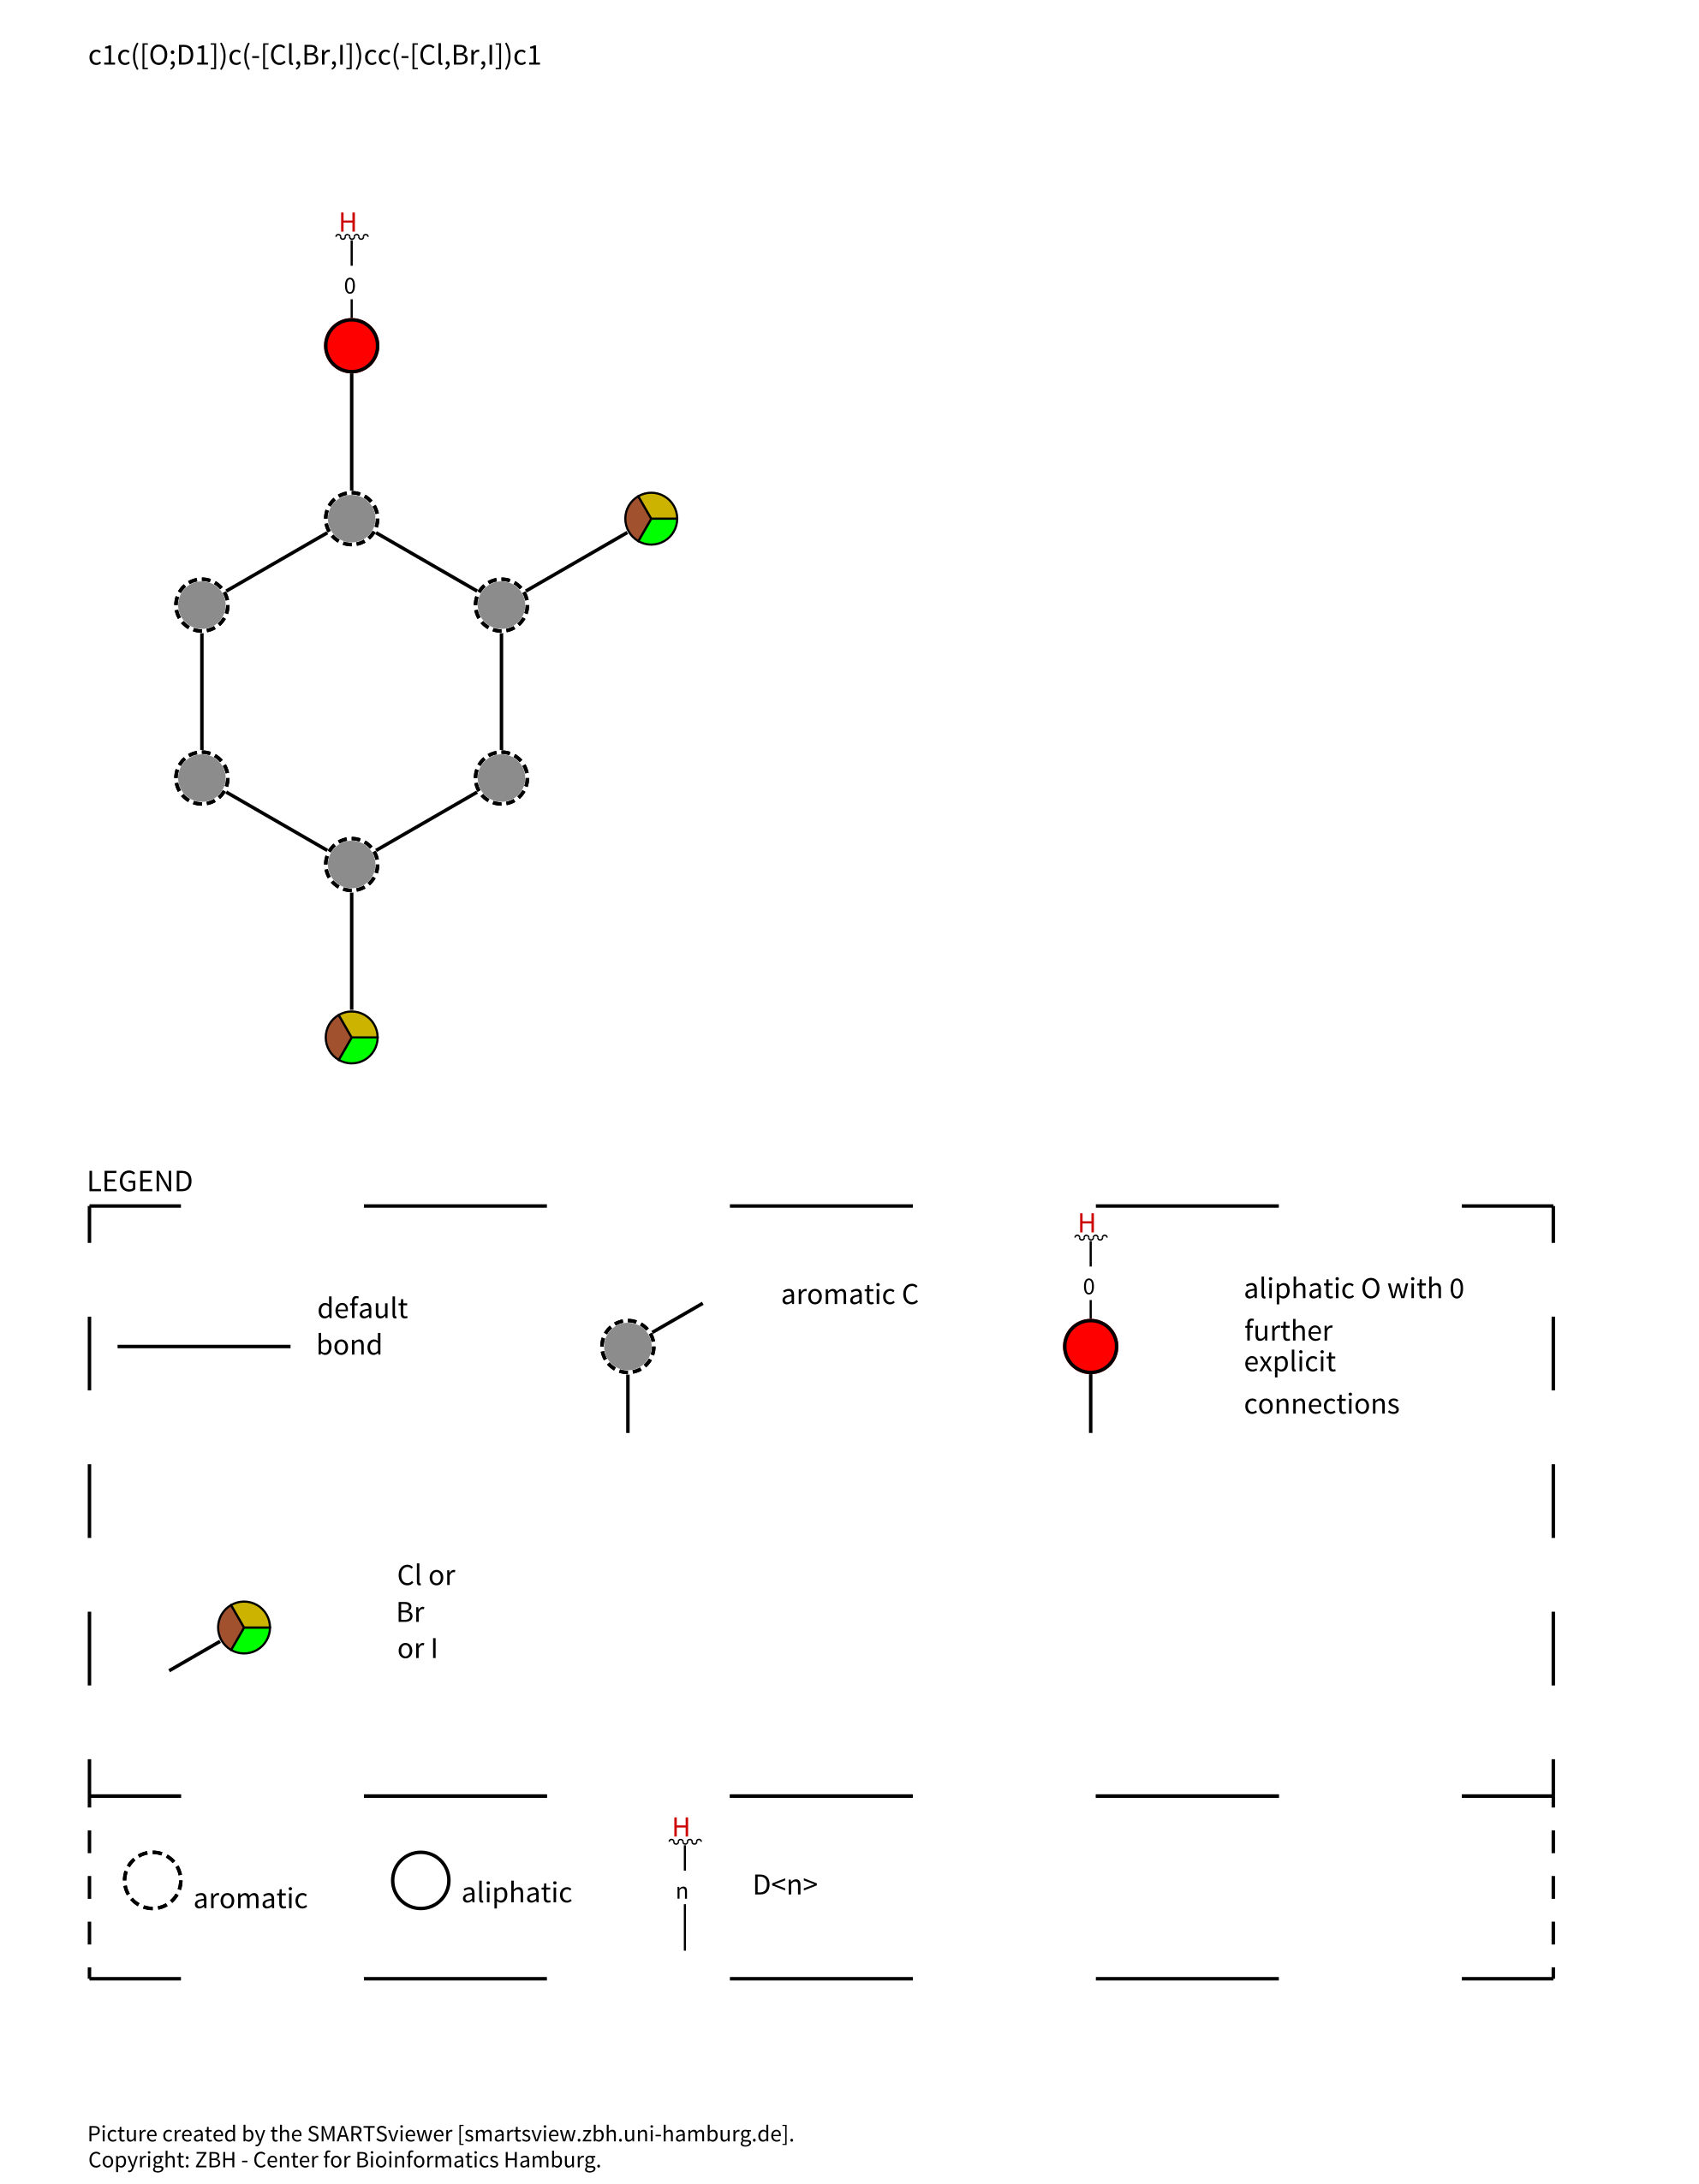 c1c([O;D1])c(-[Cl,Br,I])cc(-[Cl,Br,I])c1
H
0
LEGEND
default
bond
aromatic C
H
0
aliphatic O with 0
further
explicit
connections
Cl or
Br
or I
aromatic
aliphatic
H
n
D<n>
Picture created by the SMARTSviewer [smartsview.zbh.uni-hamburg.de].
Copyright: ZBH - Center for Bioinformatics Hamburg.